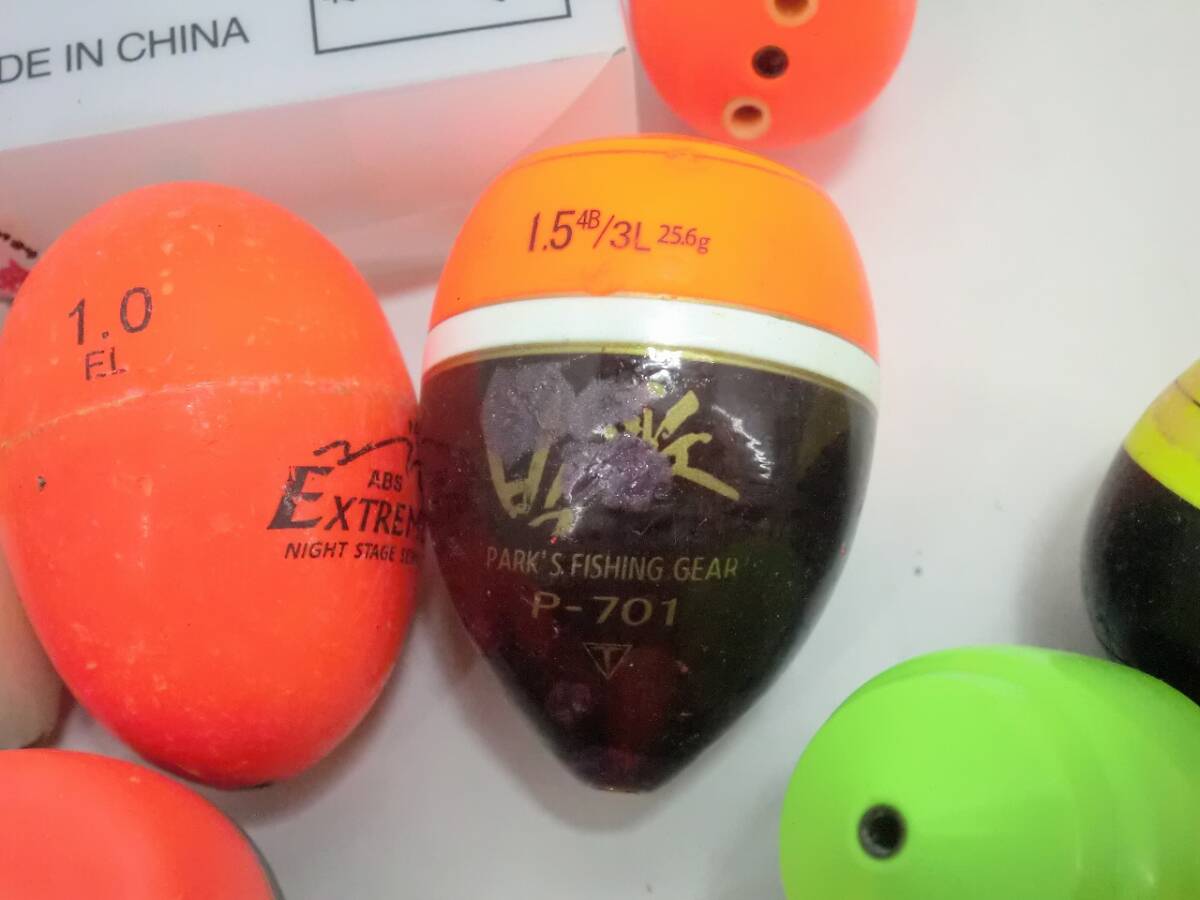 DE IN CHINA
1.0
EL
ABS
EXTREM
NIGHT STAGE SE
1.5 4B/3L 25.6g
PARK'S FISHING GEAR
P-701